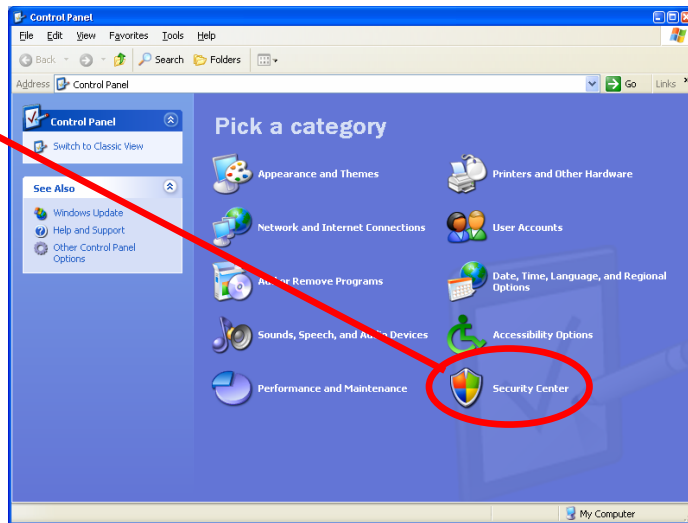 Control Panel
File Edit View Favorites Tools Help
Back Search Folders
Address Control Panel Go Links »
Control Panel
Switch to Classic View
See Also
Windows Update
Help and Support
Other Control Panel
Options
Pick a category
Appearance and Themes
Printers and Other Hardware
Network and Internet Connections
User Accounts
Add or Remove Programs
Date, Time, Language, and Regional
Options
Sounds, Speech, and Audio Devices
Accessibility Options
Performance and Maintenance
Security Center
My Computer